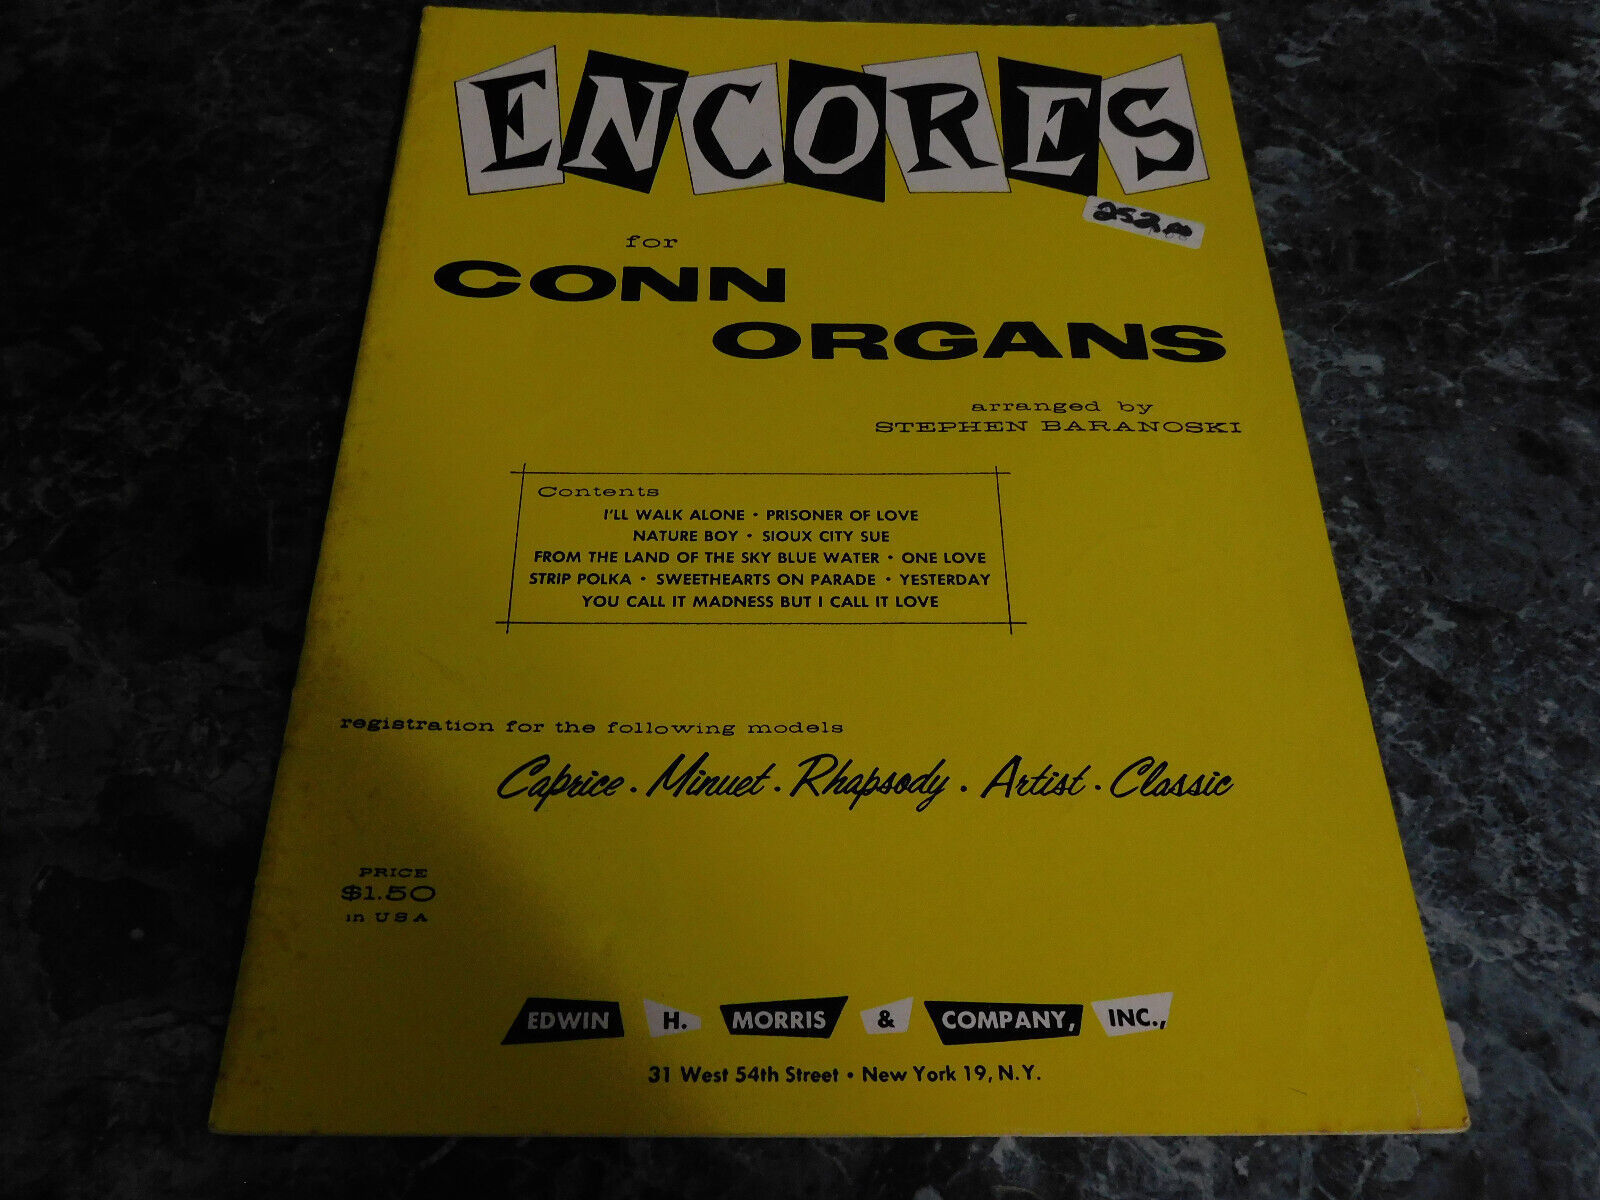 ENCORES
252.00
for
CONN
ORGANS
arranged by
STEPHEN BARANOSKI
Contents
I'LL WALK ALONE • PRISONER OF LOVE
NATURE BOY • SIOUX CITY SUE
FROM THE LAND OF THE SKY BLUE WATER • ONE LOVE
STRIP POLKA • SWEETHEARTS ON PARADE • YESTERDAY
YOU CALL IT MADNESS BUT I CALL IT LOVE
registration for the following models
Caprice • Minuet • Rhapsody • Artist • Classic
PRICE
$1.50
in USA
EDWIN H. MORRIS & COMPANY, INC.,
31 West 54th Street • New York 19, N.Y.